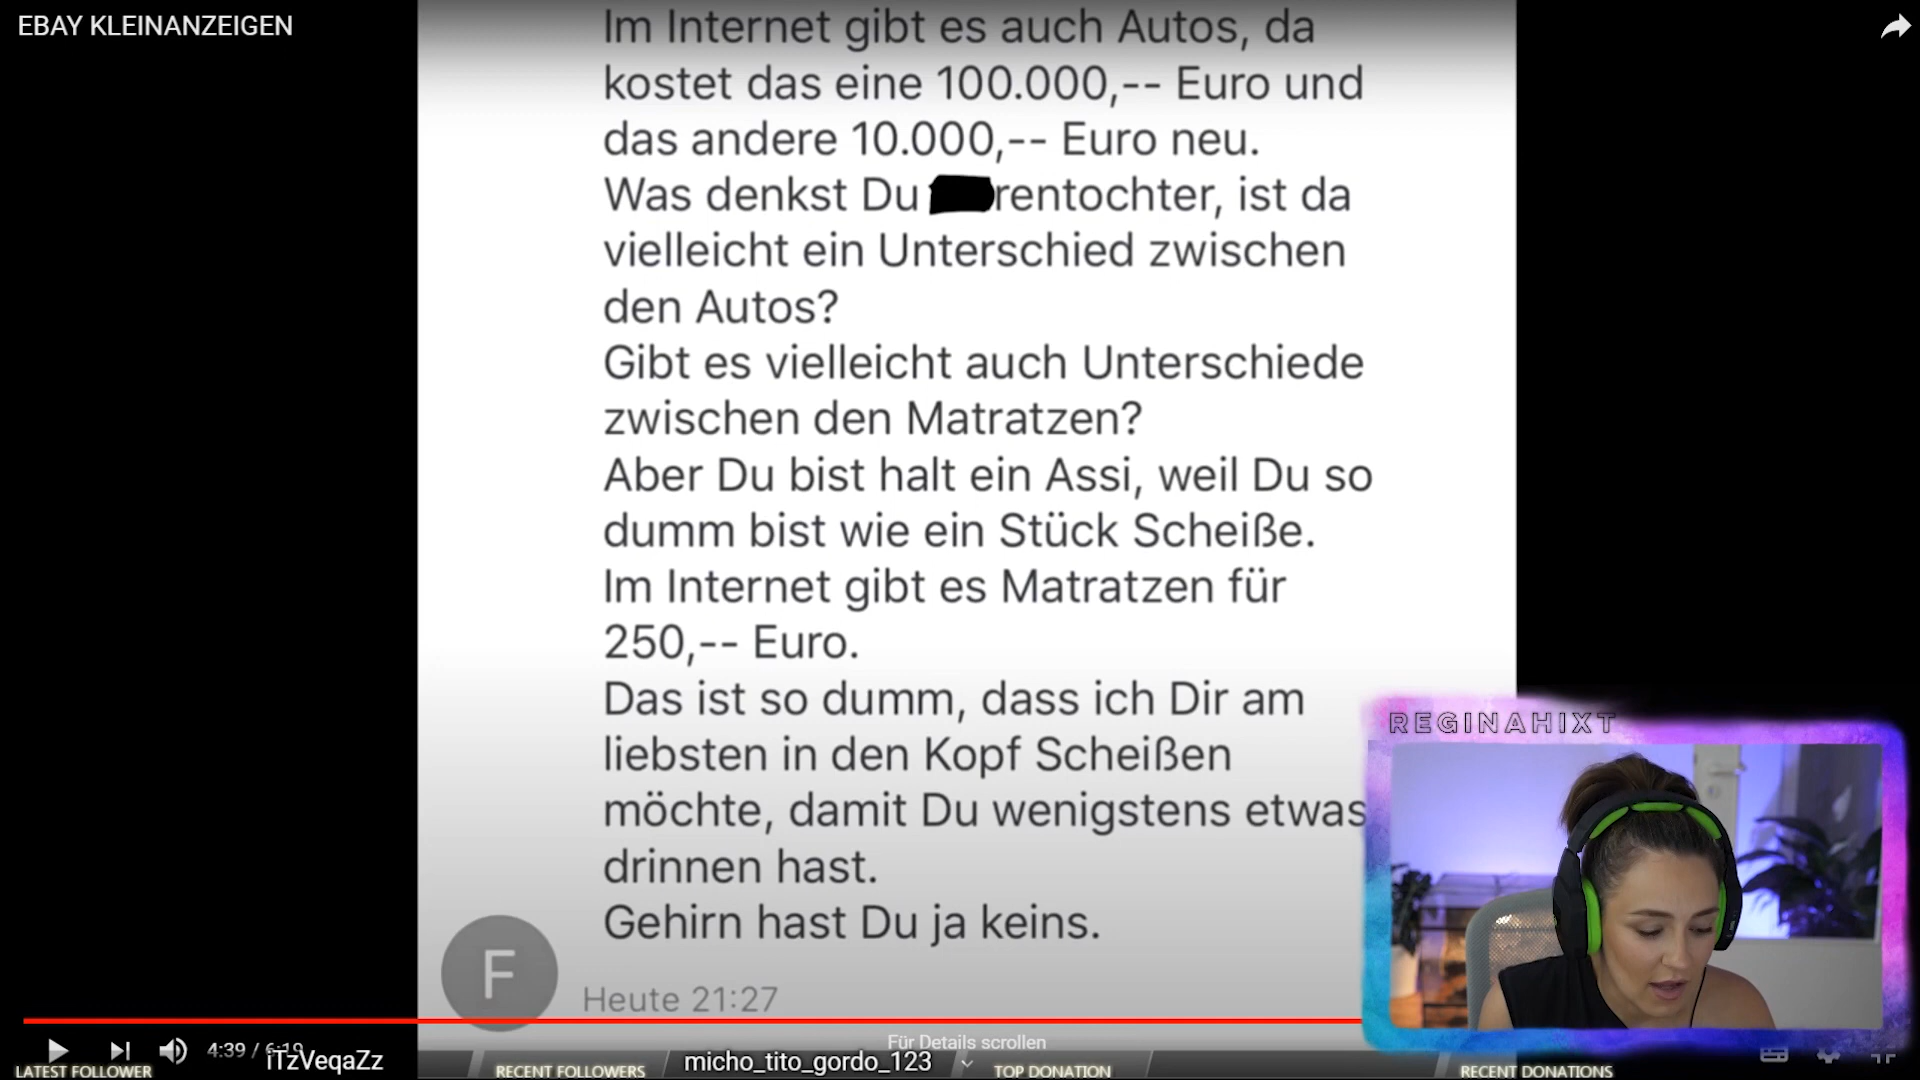 EBAY KLEINANZEIGEN
Im Internet gibt es auch Autos, da
kostet das eine 100.000,-- Euro und
das andere 10.000,-- Euro neu.
Was denkst Du rentochter, ist da
vielleicht ein Unterschied zwischen
den Autos?
Gibt es vielleicht auch Unterschiede
zwischen den Matratzen?
Aber Du bist halt ein Assi, weil Du so
dumm bist wie ein Stück Scheiße.
Im Internet gibt es Matratzen für
250,-- Euro.
Das ist so dumm, dass ich Dir am
liebsten in den Kopf Scheißen
möchte, damit Du wenigstens etwas
drinnen hast.
Gehirn hast Du ja keins.
F
Heute 21:27
REGINAHIXT
Für Details scrollen
4:39 / 6:19
iTzVeqaZz
micho_tito_gordo_123
LATEST FOLLOWER
RECENT FOLLOWERS
TOP DONATION
RECENT DONATIONS